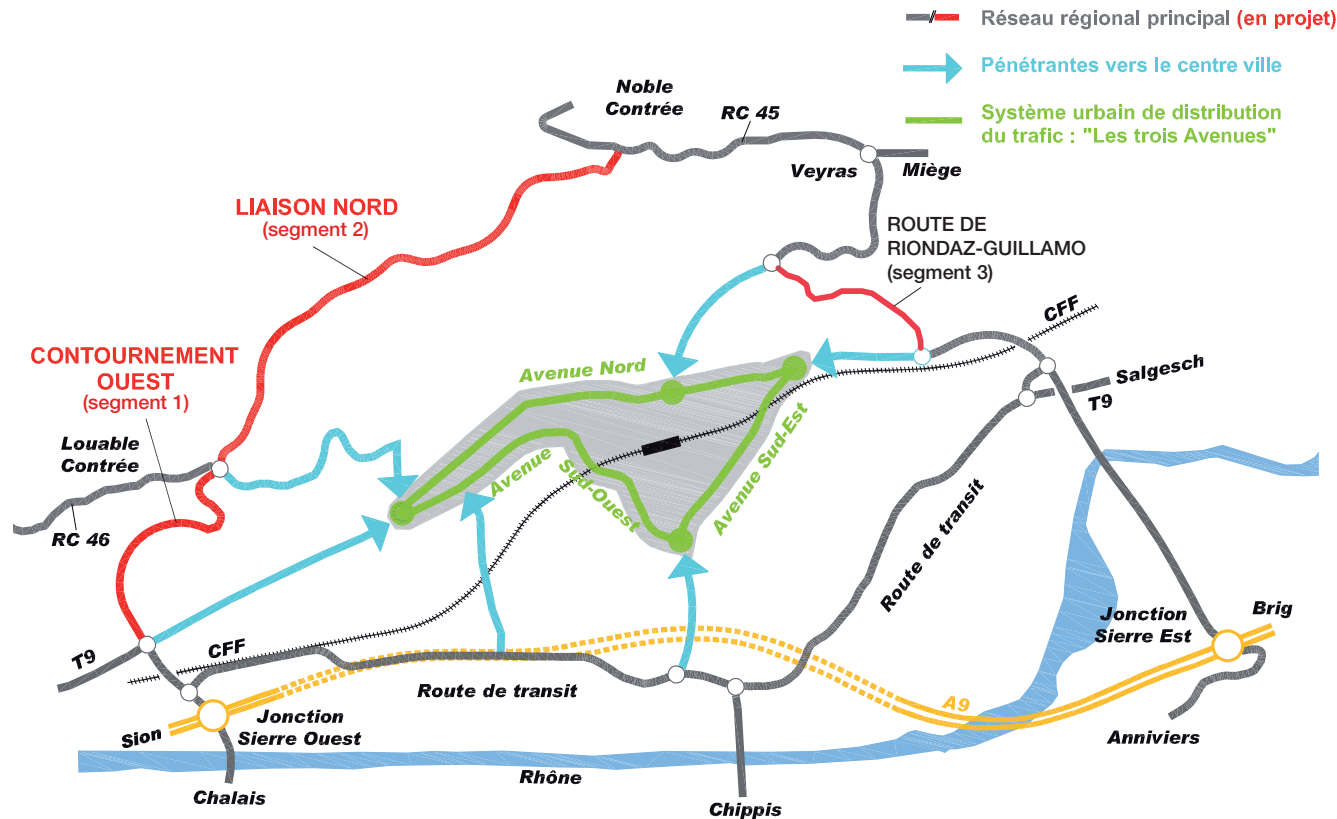 Réseau régional principal (en projet)
Pénétrantes vers le centre ville
Système urbain de distribution
du trafic : "Les trois Avenues"
Noble
Contrée
RC 45
Veyras
Miège
LIAISON NORD
(segment 2)
ROUTE DE
RIONDAZ-GUILLAMO
(segment 3)
CFF
CONTOURNEMENT
OUEST
(segment 1)
Avenue Nord
Salgesch
T9
Louable
Contrée
Avenue
Sud-Ouest
Avenue Sud-Est
RC 46
Route de transit
Jonction
Sierre Est
Brig
T9
CFF
Route de transit
A9
Sion
Jonction
Sierre Ouest
Anniviers
Rhône
Chalais
Chippis